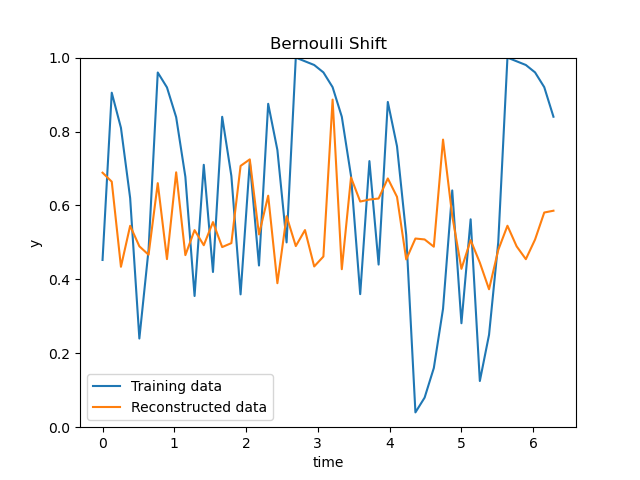 Bernoulli Shift
1.0
0.8
0.6
0.4
0.2
0.0
y
Training data
Reconstructed data
0 1 2 3 4 5 6
time